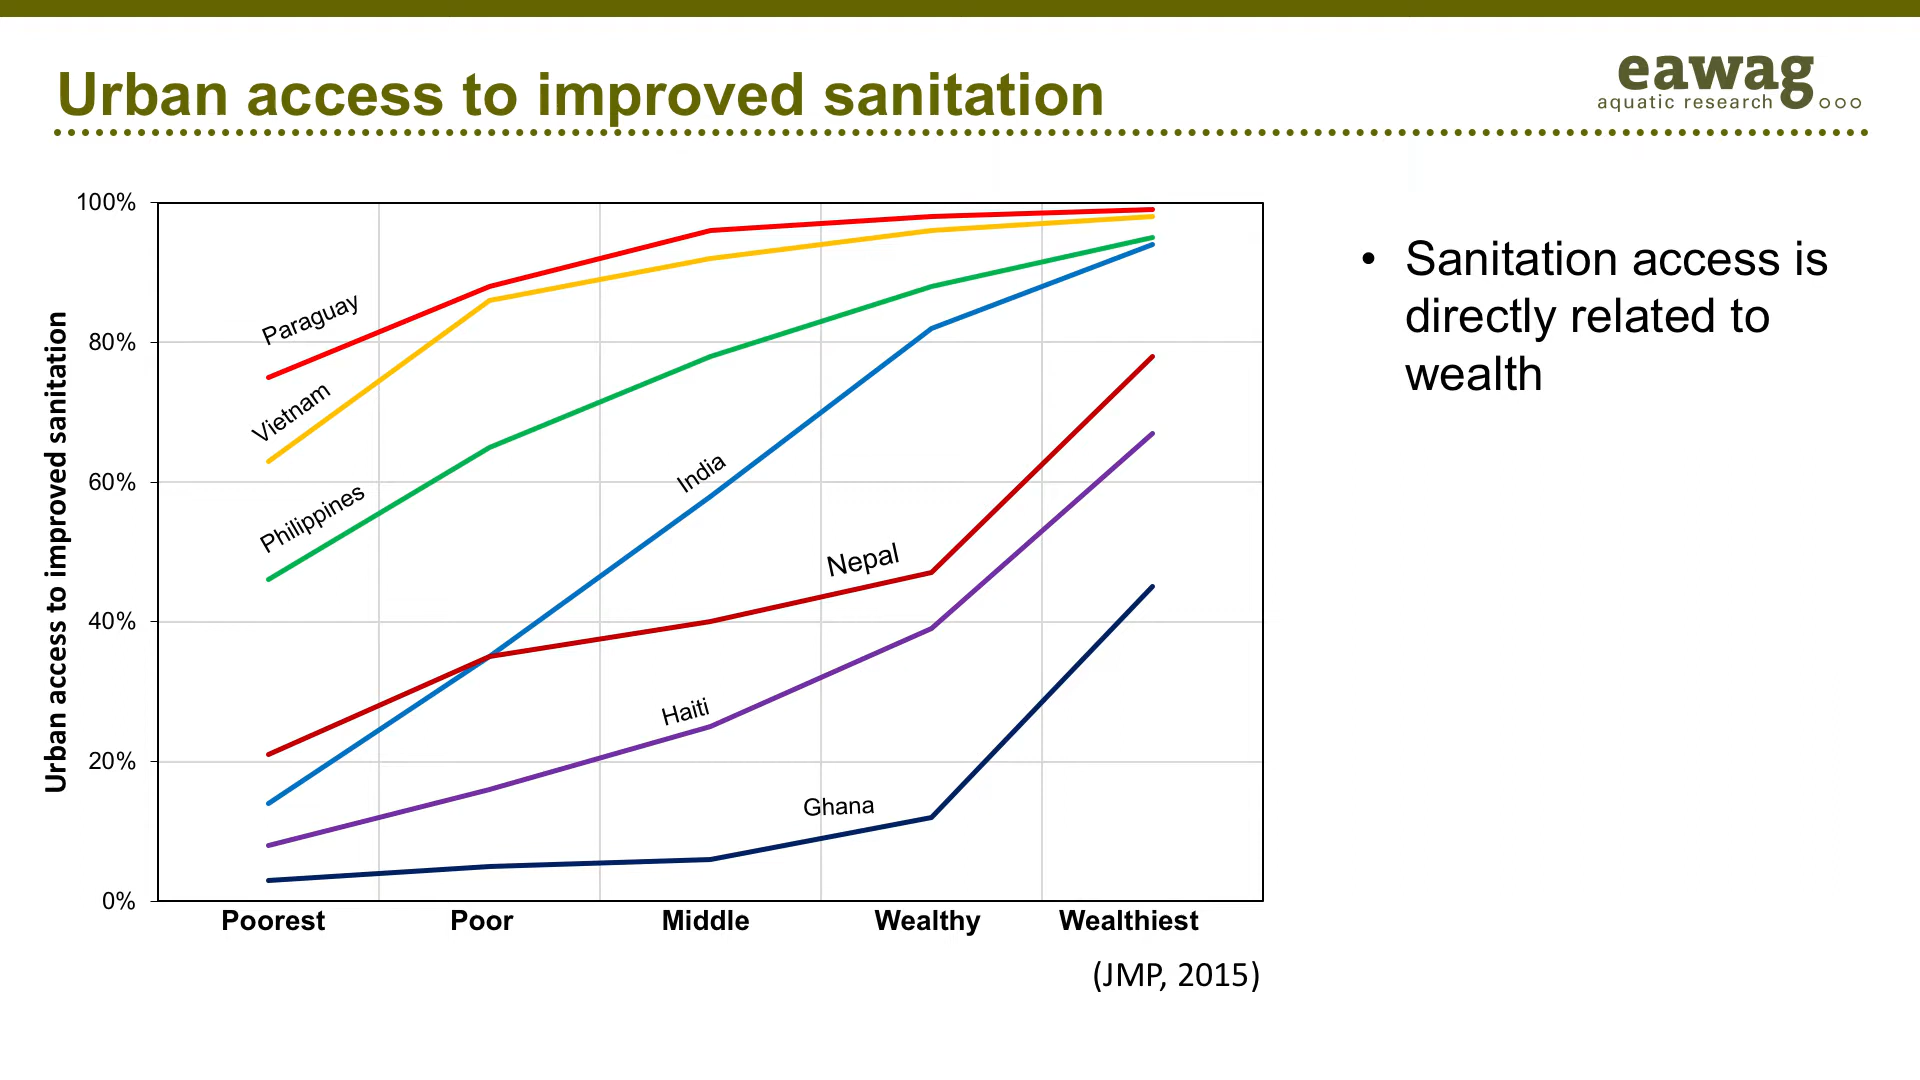 Urban access to improved sanitation
eawag
aquatic research
100%
80%
60%
40%
20%
0%
Urban access to improved sanitation
Paraguay
Vietnam
Philippines
India
Nepal
Haiti
Ghana
Poorest Poor Middle Wealthy Wealthiest
(JMP, 2015)
• Sanitation access is
directly related to
wealth